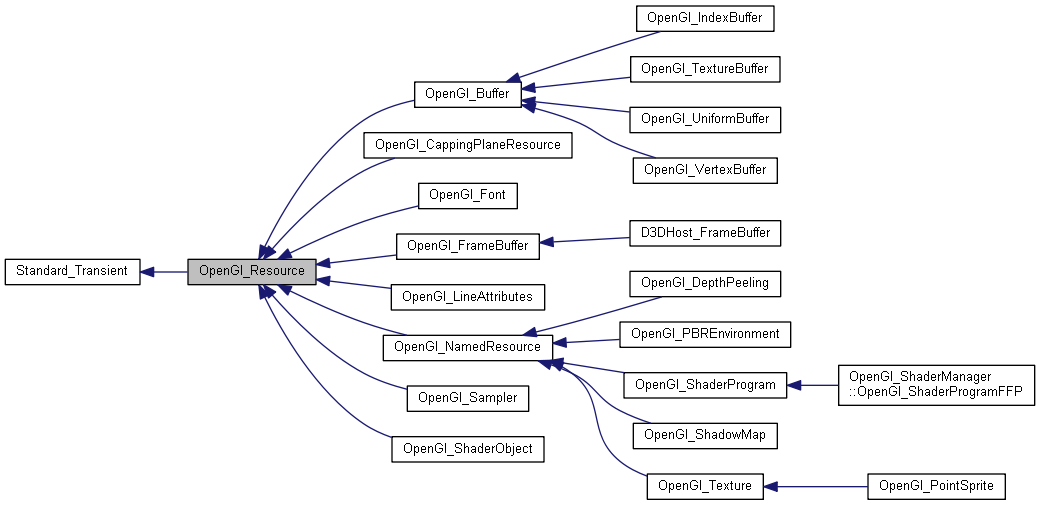 OpenGl_IndexBuffer
OpenGl_TextureBuffer
OpenGl_Buffer
OpenGl_UniformBuffer
OpenGl_CappingPlaneResource
OpenGl_VertexBuffer
OpenGl_Font
D3DHost_FrameBuffer
OpenGl_FrameBuffer
Standard_Transient
OpenGl_Resource
OpenGl_DepthPeeling
OpenGl_LineAttributes
OpenGl_PBREnvironment
OpenGl_NamedResource
OpenGl_ShaderProgram
OpenGl_ShaderManager
::OpenGl_ShaderProgramFFP
OpenGl_Sampler
OpenGl_ShadowMap
OpenGl_ShaderObject
OpenGl_Texture
OpenGl_PointSprite